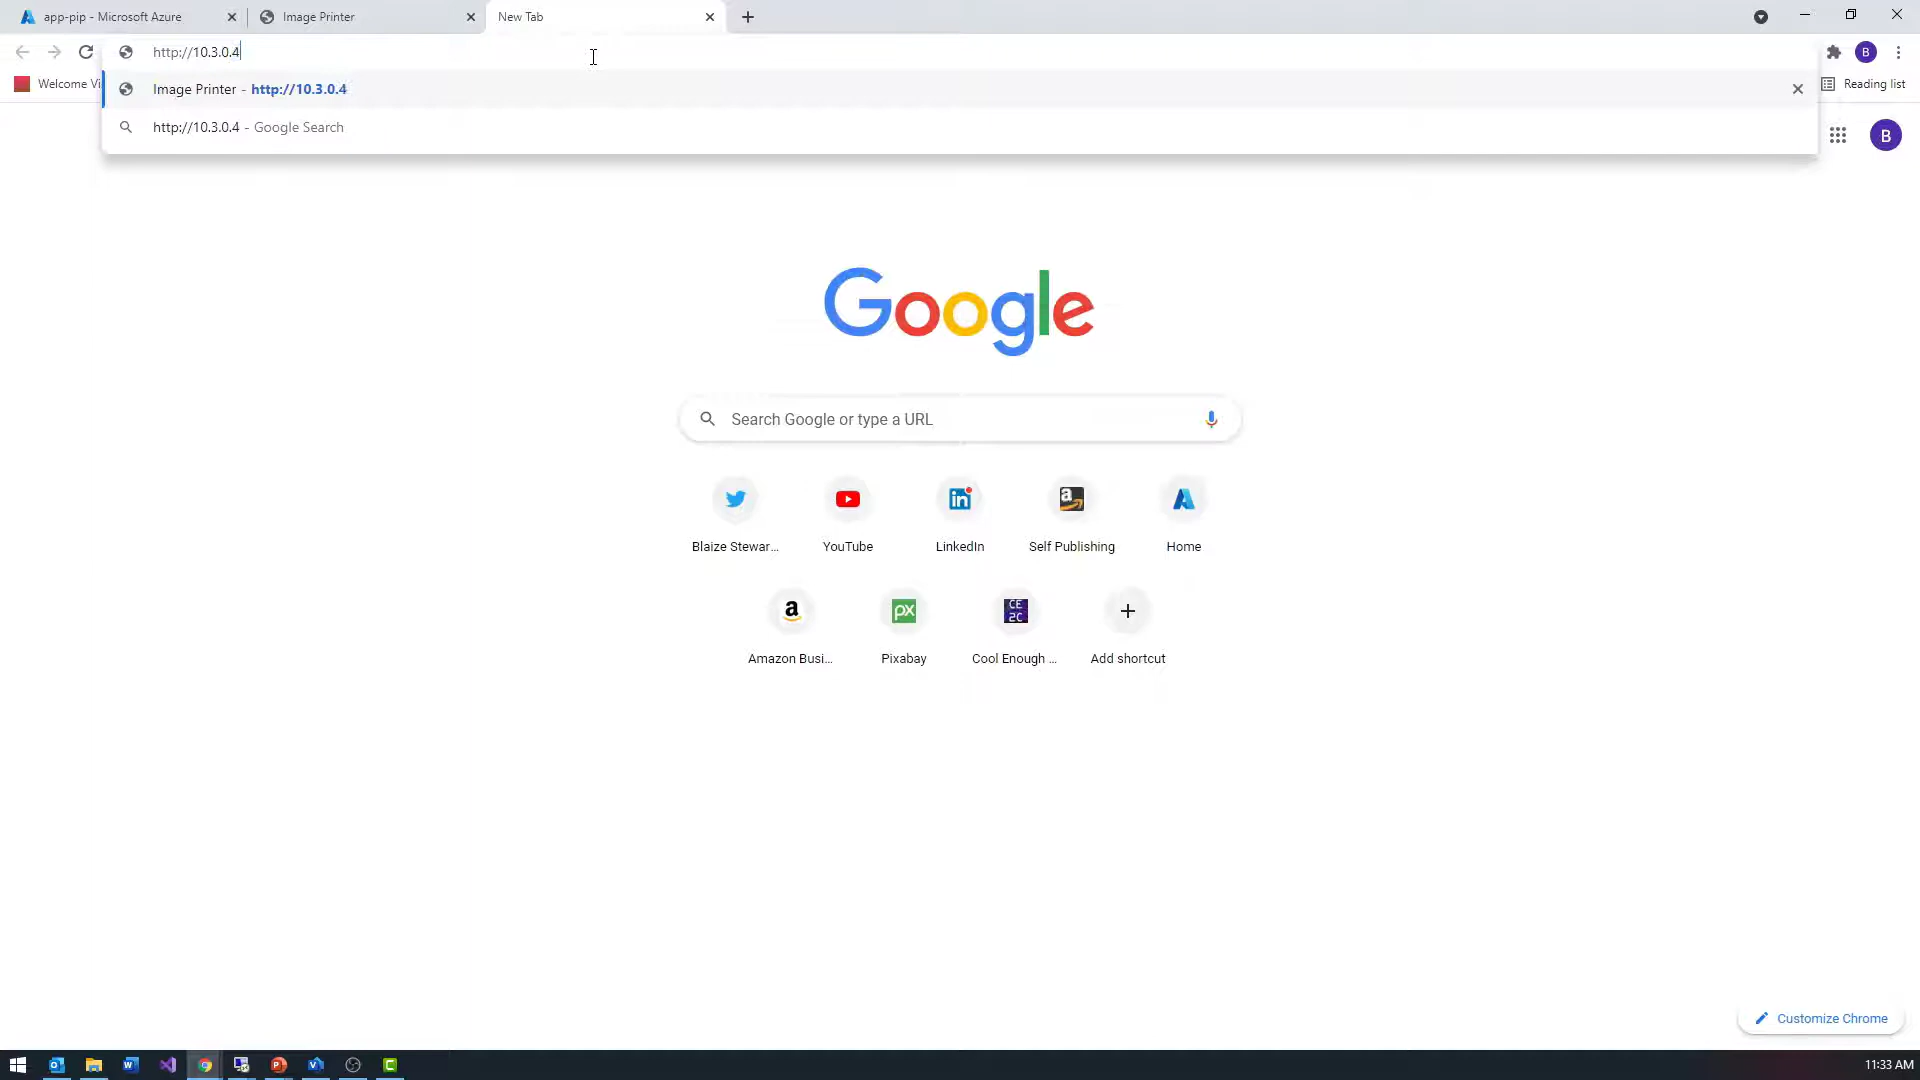 app-pip - Microsoft Azure
Image Printer
New Tab
http://10.3.0.4
Welcome Vi
Image Printer - http://10.3.0.4
Reading list
http://10.3.0.4 - Google Search
B
B
Google
Search Google or type a URL
Blaize Stewar...
YouTube
LinkedIn
Self Publishing
Home
Amazon Busi...
Pixabay
Cool Enough ...
Add shortcut
Customize Chrome
11:33 AM